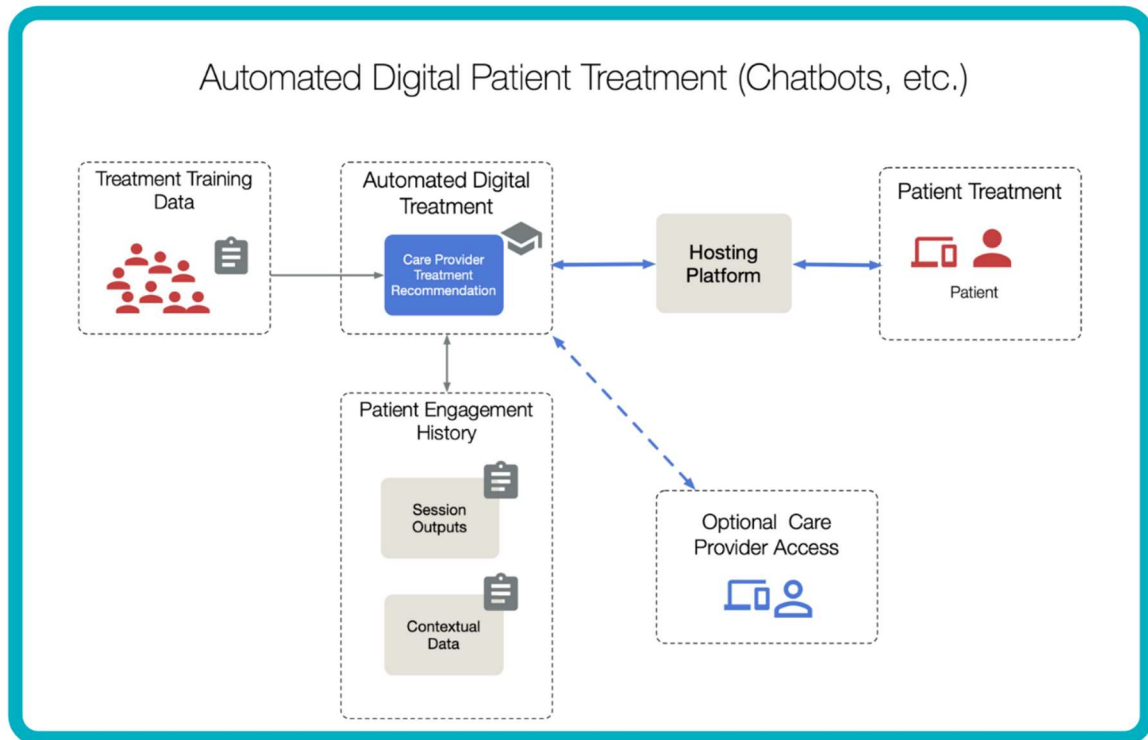 Automated Digital Patient Treatment (Chatbots, etc.)
Treatment Training
Data
Automated Digital
Treatment
Care Provider
Treatment
Recommendation
Hosting
Platform
Patient Treatment
Patient
Patient Engagement
History
Session
Outputs
Contextual
Data
Optional Care
Provider Access